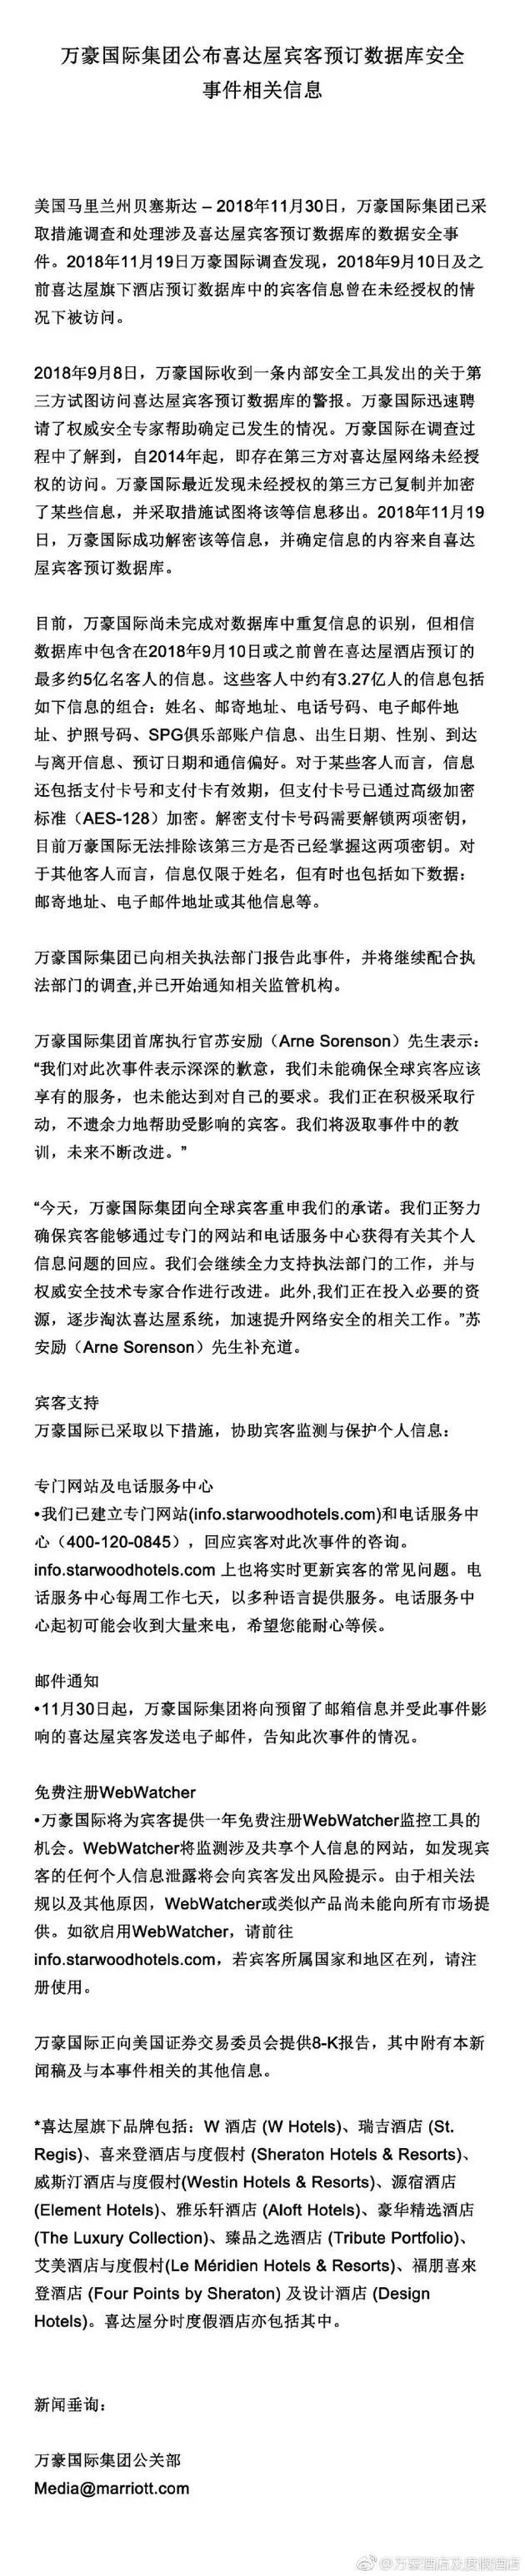 万豪国际集团公布喜达屋宾客预订数据库安全
事件相关信息
美国马里兰州贝塞斯达 – 2018年11月30日，万豪国际集团已采
取措施调查和处理涉及喜达屋宾客预订数据库的数据安全事
件。2018年11月19日万豪国际调查发现，2018年9月10日及之
前喜达屋旗下酒店预订数据库中的宾客信息曾在未经授权的情
况下被访问。
2018年9月8日，万豪国际收到一条内部安全工具发出的关于第
三方试图访问喜达屋宾客预订数据库的警报。万豪国际迅速聘
请了权威安全专家帮助确定已发生的情况。万豪国际在调查过
程中了解到，自2014年起，即存在第三方对喜达屋网络未经授
权的访问。万豪国际最近发现未经授权的第三方已复制并加密
了某些信息，并采取措施试图将该等信息移出。2018年11月19
日，万豪国际成功解密该等信息，并确定信息的内容来自喜达
屋宾客预订数据库。
目前，万豪国际尚未完成对数据库中重复信息的识别，但相信
数据库中包含在2018年9月10日或之前曾在喜达屋酒店预订的
最多约5亿名客人的信息。这些客人中约有3.27亿人的信息包括
如下信息的组合：姓名、邮寄地址、电话号码、电子邮件地
址、护照号码、SPG俱乐部账户信息、出生日期、性别、到达
与离开信息、预订日期和通信偏好。对于某些客人而言，信息
还包括支付卡号和支付卡有效期，但支付卡号已通过高级加密
标准（AES-128）加密。解密支付卡号码需要解锁两项密钥，
目前万豪国际无法排除该第三方是否已经掌握这两项密钥。对
于其他客人而言，信息仅限于姓名，但有时也包括如下数据：
邮寄地址、电子邮件地址或其他信息等。
万豪国际集团已向相关执法部门报告此事件，并将继续配合执
法部门的调查,并已开始通知相关监管机构。
万豪国际集团首席执行官苏安励（Arne Sorenson）先生表示：
“我们对此次事件表示深深的歉意，我们未能确保全球宾客应该
享有的服务，也未能达到对自己的要求。我们正在积极采取行
动，不遗余力地帮助受影响的宾客。我们将汲取事件中的教
训，未来不断改进。”
“今天，万豪国际集团向全球宾客重申我们的承诺。我们正努力
确保宾客能够通过专门的网站和电话服务中心获得有关其个人
信息问题的回应。我们会继续全力支持执法部门的工作，并与
权威安全技术专家合作进行改进。此外,我们正在投入必要的资
源，逐步淘汰喜达屋系统，加速提升网络安全的相关工作。”苏
安励（Arne Sorenson）先生补充道。
宾客支持
万豪国际已采取以下措施，协助宾客监测与保护个人信息：
专门网站及电话服务中心
•我们已建立专门网站(info.starwoodhotels.com)和电话服务中
心（400-120-0845），回应宾客对此次事件的咨询。
info.starwoodhotels.com 上也将实时更新宾客的常见问题。电
话服务中心每周工作七天，以多种语言提供服务。电话服务中
心起初可能会收到大量来电，希望您能耐心等候。
邮件通知
•11月30日起，万豪国际集团将向预留了邮箱信息并受此事件影
响的喜达屋宾客发送电子邮件，告知此次事件的情况。
免费注册WebWatcher
•万豪国际将为宾客提供一年免费注册WebWatcher监控工具的
机会。WebWatcher将监测涉及共享个人信息的网站，如发现宾
客的任何个人信息泄露将会向宾客发出风险提示。由于相关法
规以及其他原因，WebWatcher或类似产品尚未能向所有市场提
供。如欲启用WebWatcher，请前往
info.starwoodhotels.com，若宾客所属国家和地区在列，请注
册使用。
万豪国际正向美国证券交易委员会提供8-K报告，其中附有本新
闻稿及与本事件相关的其他信息。
*喜达屋旗下品牌包括：W 酒店 (W Hotels)、瑞吉酒店 (St.
Regis)、喜来登酒店与度假村 (Sheraton Hotels & Resorts)、
威斯汀酒店与度假村(Westin Hotels & Resorts)、源宿酒店
(Element Hotels)、雅乐轩酒店 (Aloft Hotels)、豪华精选酒店
(The Luxury Collection)、臻品之选酒店 (Tribute Portfolio)、
艾美酒店与度假村(Le Méridien Hotels & Resorts)、福朋喜来
登酒店 (Four Points by Sheraton) 及设计酒店 (Design
Hotels)。喜达屋分时度假酒店亦包括其中。
新闻垂询：
万豪国际集团公关部
Media@marriott.com
@万豪酒店及度假酒店